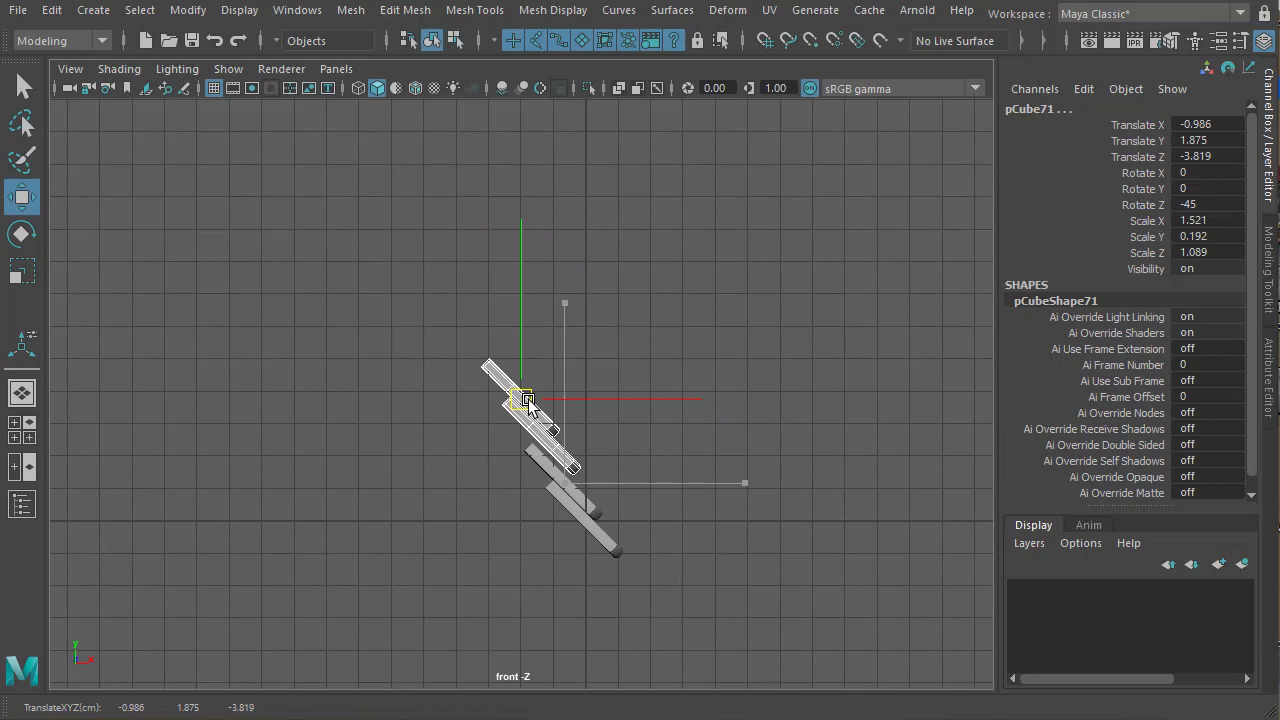 File Edit Create Select Modify Display Windows Mesh Edit Mesh Mesh Tools Mesh Display Curves Surfaces Deform UV Generate Cache Arnold Help Workspace : Maya Classic*
Modeling Objects No Live Surface
View Shading Lighting Show Renderer Panels
0.00 1.00 sRGB gamma
Channels Edit Object Show
pCube71 ...
Translate X -0.986
Translate Y 1.875
Translate Z -3.819
Rotate X 0
Rotate Y 0
Rotate Z -45
Scale X 1.521
Scale Y 0.192
Scale Z 1.089
Visibility on
SHAPES
pCubeShape71
Ai Override Light Linking on
Ai Override Shaders on
Ai Use Frame Extension off
Ai Frame Number 0
Ai Use Sub Frame off
Ai Frame Offset 0
Ai Override Nodes off
Ai Override Receive Shadows off
Ai Override Double Sided off
Ai Override Self Shadows off
Ai Override Opaque off
Ai Override Matte off
Display Anim
Layers Options Help
Channel Box / Layer Editor
Modeling Toolkit
Attribute Editor
y
z x
front -Z
TranslateXYZ(cm): -0.986 1.875 -3.819